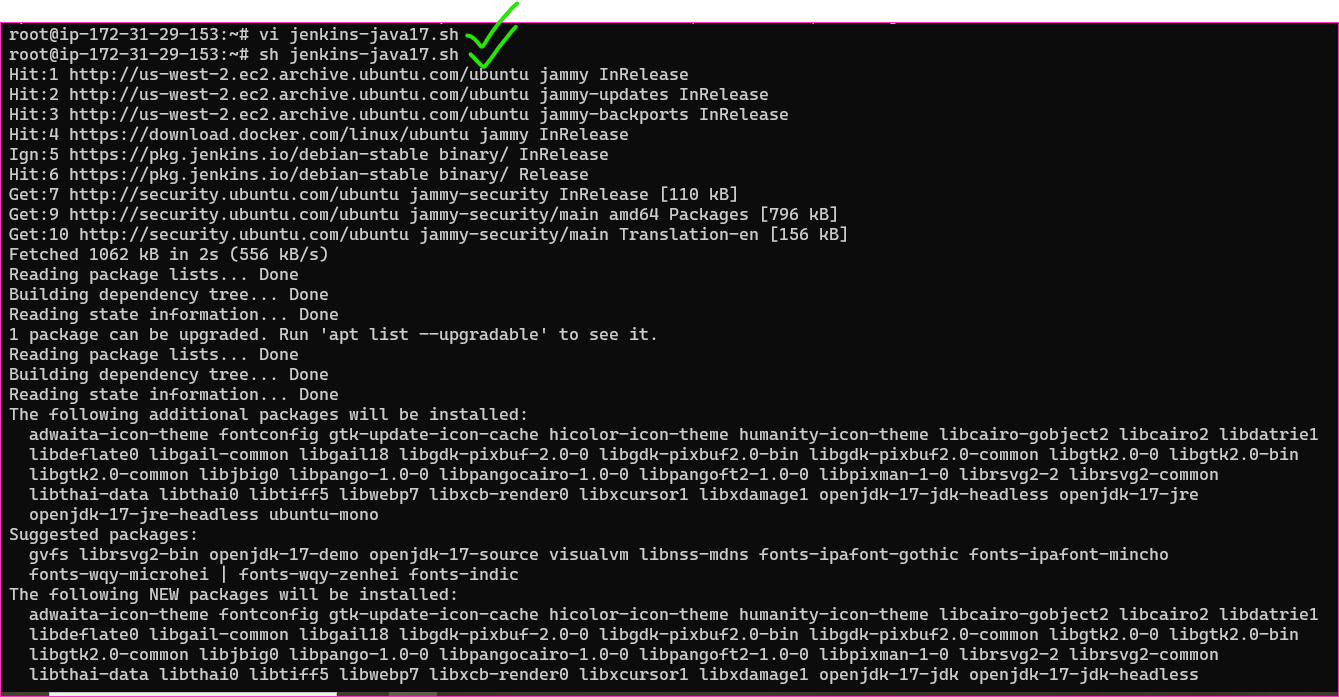 root@ip-172-31-29-153:~# vi jenkins-java17.sh
root@ip-172-31-29-153:~# sh jenkins-java17.sh
Hit:1 http://us-west-2.ec2.archive.ubuntu.com/ubuntu jammy InRelease
Hit:2 http://us-west-2.ec2.archive.ubuntu.com/ubuntu jammy-updates InRelease
Hit:3 http://us-west-2.ec2.archive.ubuntu.com/ubuntu jammy-backports InRelease
Hit:4 https://download.docker.com/linux/ubuntu jammy InRelease
Ign:5 https://pkg.jenkins.io/debian-stable binary/ InRelease
Hit:6 https://pkg.jenkins.io/debian-stable binary/ Release
Get:7 http://security.ubuntu.com/ubuntu jammy-security InRelease [110 kB]
Get:9 http://security.ubuntu.com/ubuntu jammy-security/main amd64 Packages [796 kB]
Get:10 http://security.ubuntu.com/ubuntu jammy-security/main Translation-en [156 kB]
Fetched 1062 kB in 2s (556 kB/s)
Reading package lists... Done
Building dependency tree... Done
Reading state information... Done
1 package can be upgraded. Run 'apt list --upgradable' to see it.
Reading package lists... Done
Building dependency tree... Done
Reading state information... Done
The following additional packages will be installed:
  adwaita-icon-theme fontconfig gtk-update-icon-cache hicolor-icon-theme humanity-icon-theme libcairo-gobject2 libcairo2 libdatrie1
  libdeflate0 libgail-common libgail18 libgdk-pixbuf-2.0-0 libgdk-pixbuf2.0-bin libgdk-pixbuf2.0-common libgtk2.0-0 libgtk2.0-bin
  libgtk2.0-common libjbig0 libpango-1.0-0 libpangocairo-1.0-0 libpangoft2-1.0-0 libpixman-1-0 librsvg2-2 librsvg2-common
  libthai-data libthai0 libtiff5 libwebp7 libxcb-render0 libxcursor1 libxdamage1 openjdk-17-jdk-headless openjdk-17-jre
  openjdk-17-jre-headless ubuntu-mono
Suggested packages:
  gvfs librsvg2-bin openjdk-17-demo openjdk-17-source visualvm libnss-mdns fonts-ipafont-gothic fonts-ipafont-mincho
  fonts-wqy-microhei | fonts-wqy-zenhei fonts-indic
The following NEW packages will be installed:
  adwaita-icon-theme fontconfig gtk-update-icon-cache hicolor-icon-theme humanity-icon-theme libcairo-gobject2 libcairo2 libdatrie1
  libdeflate0 libgail-common libgail18 libgdk-pixbuf-2.0-0 libgdk-pixbuf2.0-bin libgdk-pixbuf2.0-common libgtk2.0-0 libgtk2.0-bin
  libgtk2.0-common libjbig0 libpango-1.0-0 libpangocairo-1.0-0 libpangoft2-1.0-0 libpixman-1-0 librsvg2-2 librsvg2-common
  libthai-data libthai0 libtiff5 libwebp7 libxcb-render0 libxcursor1 libxdamage1 openjdk-17-jdk openjdk-17-jdk-headless